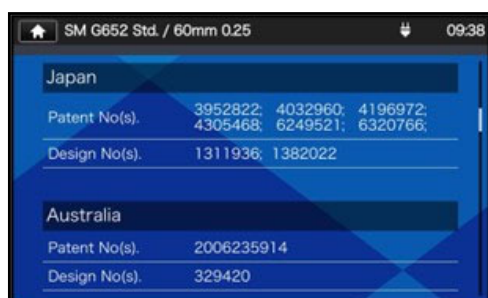 SM G652 Std. / 60mm 0.25 09:38
Japan
Patent No(s). 3952822; 4032960; 4196972;
4305468; 6249521; 6320766;
Design No(s). 1311936; 1382022
Australia
Patent No(s). 2006235914
Design No(s). 329420